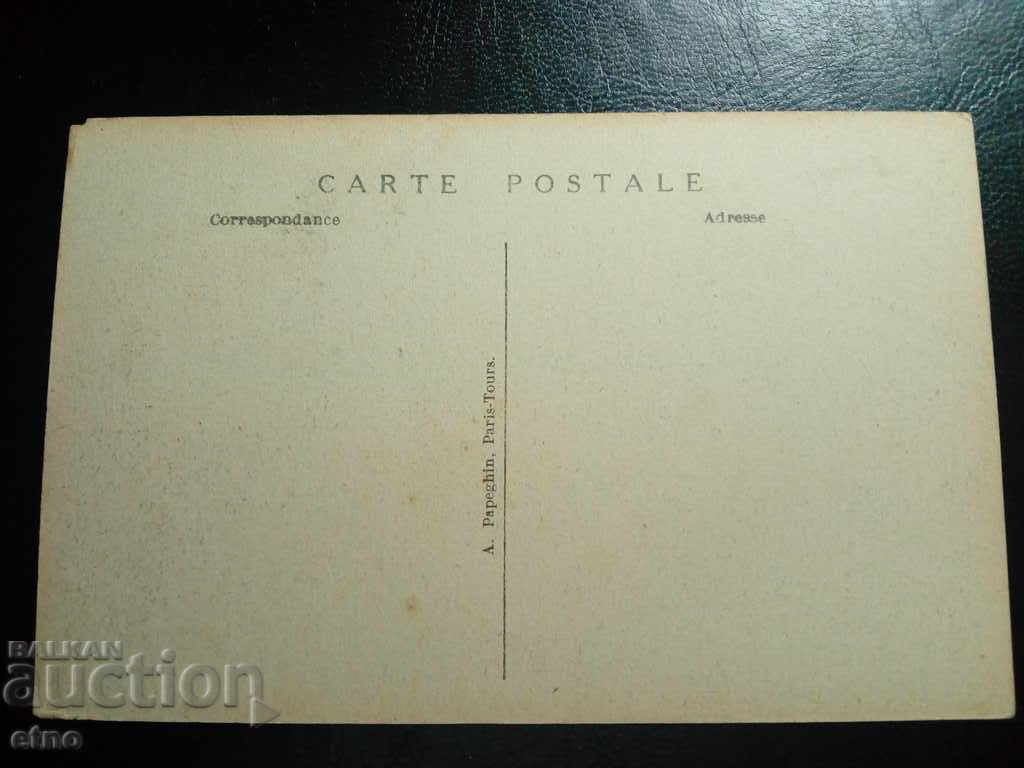 CARTE POSTALE
Correspondance
Adresse
A. Papeghin, Paris-Tours.
BALKAN
auction
etno